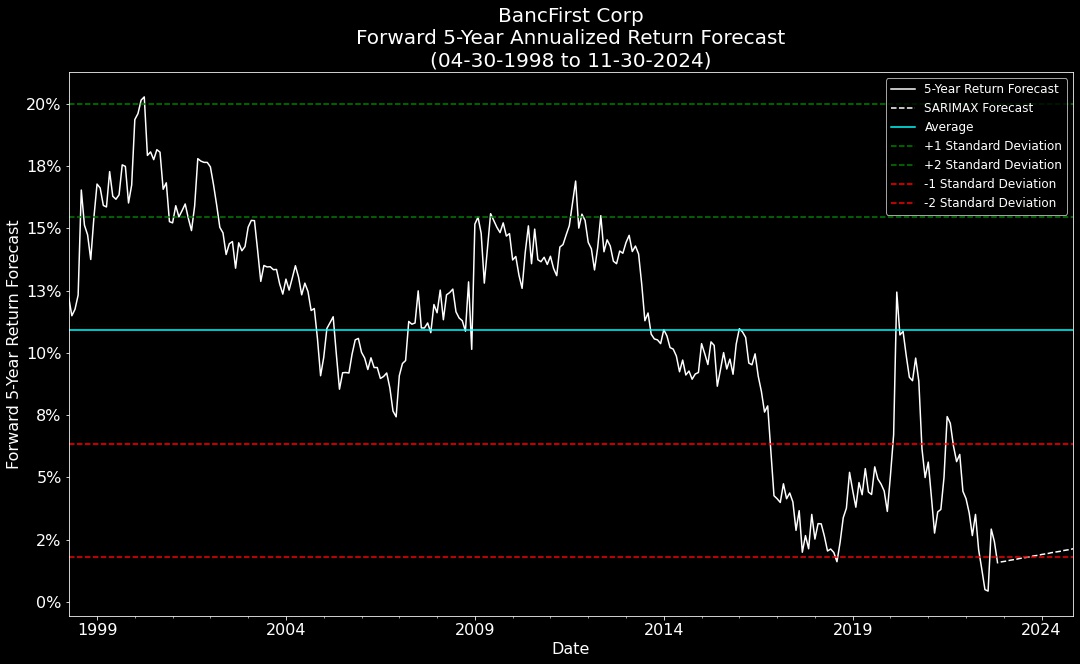 BancFirst Corp
Forward 5-Year Annualized Return Forecast
(04-30-1998 to 11-30-2024)
5-Year Return Forecast
SARIMAX Forecast
Average
+1 Standard Deviation
+2 Standard Deviation
-1 Standard Deviation
-2 Standard Deviation
Forward 5-Year Return Forecast
20%
18%
15%
13%
10%
8%
5%
2%
0%
1999
2004
2009
2014
2019
2024
Date